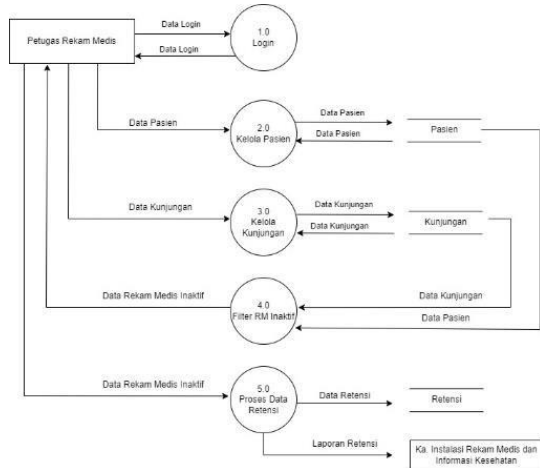 Data Login
1.0
Login
Petugas Rekam Medis
Data Login
Data Pasien
2.0
Kelola Pasien
Data Pasien
Data Pasien
Pasien
Data Kunjungan
3.0
Kelola
Kunjungan
Data Kunjungan
Data Kunjungan
Kunjungan
Data Rekam Medis Inaktif
4.0
Filter RM Inaktif
Data Kunjungan
Data Pasien
Data Rekam Medis Inaktif
5.0
Proses Data
Retensi
Data Retensi
Retensi
Laporan Retensi
Ka. Instalasi Rekam Medis dan
Informasi Kesehatan